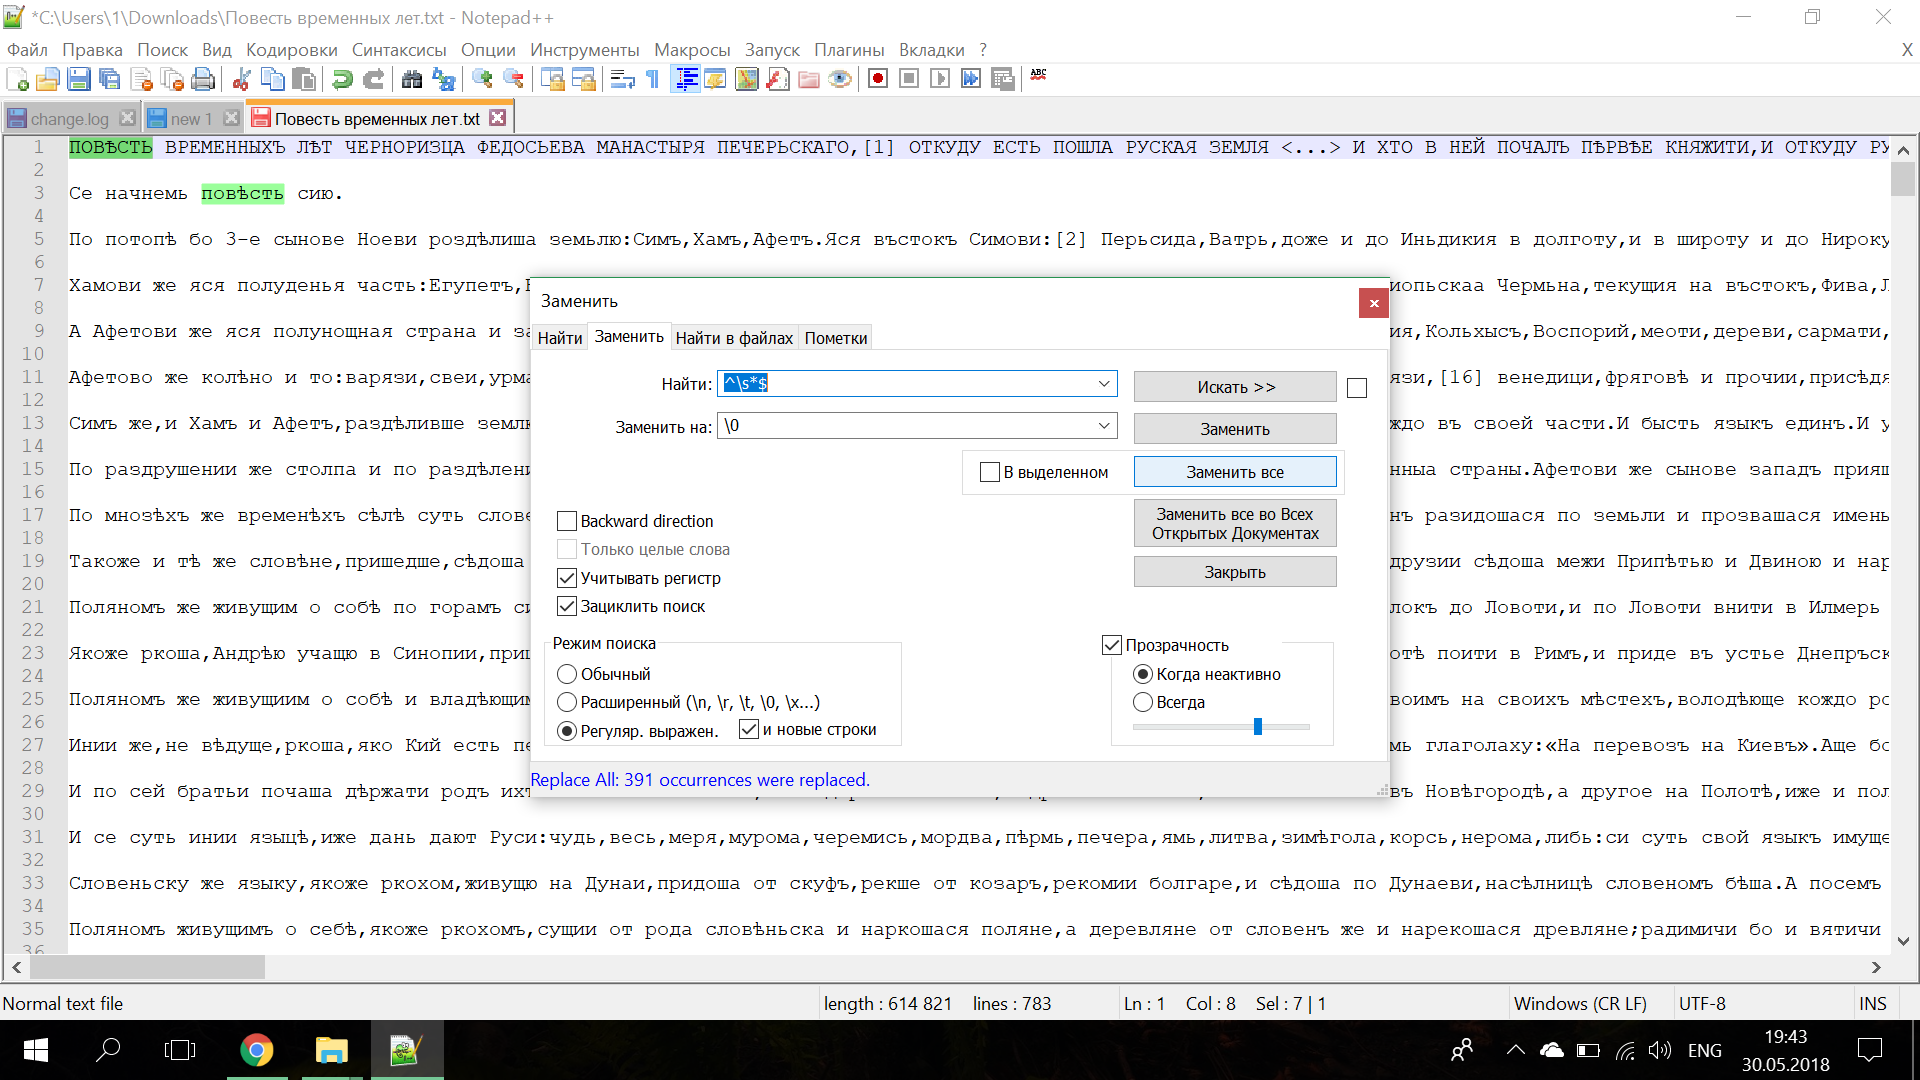 *C:\Users\1\Downloads\Повесть временных лет.txt - Notepad++
Файл Правка Поиск Вид Кодировки Синтаксисы Опции Инструменты Макросы Запуск Плагины Вкладки ? X
ABC
change.log new 1 Повесть временных лет.txt
1 ПОВѢСТЬ ВРЕМЕННЫХЪ ЛѢТ ЧЕРНОРИЗЦА ФЕДОСЬЕВА МАНАСТЫРЯ ПЕЧЕРЬСКАГО,[1] ОТКУДУ ЕСТЬ ПОШЛА РУСКАЯ ЗЕМЛЯ <...> И ХТО В НЕЙ ПОЧАЛЪ ПѢРВѢЕ КНЯЖИТИ,И ОТКУДУ РУ
2
3 Се начнемь повѣсть сию.
4
5 По потопѣ бо 3-е сынове Ноеви роздѣлиша земьлю:Симъ,Хамъ,Афетъ.Яся въстокъ Симови:[2] Перьсида,Ватрь,доже и до Иньдикия в долготу,и в широту и до Нироку
6
7 Хамови же яся полуденья часть:Егупетъ, иопьскаа Чермьна,текущия на въстокъ,Фива,Л
8
9 А Афетови же яся полунощная страна и за ия,Кольхысъ,Воспорий,меоти,дереви,сармати,
10
11 Афетово же колѣно и то:варязи,свеи,урма язи,[16] венедици,фряговѣ и прочии,присѣдя
12
13 Симъ же,и Хамъ и Афетъ,раздѣливше землю ждо въ своей части.И бысть языкъ единъ.И у
14
15 По раздрушении же столпа и по раздѣлени нныа страны.Афетови же сынове западъ прияш
16
17 По мнозѣхъ же временѣхъ сѣлѣ суть слове нъ разидошася по земьли и прозвашася имень
18
19 Такоже и тѣ же словѣне,пришедше,сѣдоша друзии сѣдоша межи Припѣтью и Двиною и нар
20
21 Поляномъ же живущим о собѣ по горамъ си локъ до Ловоти,и по Ловоти внити в Илмерь
22
23 Якоже ркоша,Андрѣю учащю в Синопии,приш отѣ поити в Римъ,и приде въ устье Днепрьск
24
25 Поляномъ же живущиим о собѣ и владѣющим воимъ на своихъ мѣстехъ,володѣюще кождо ро
26
27 Инии же,не вѣдуще,ркоша,яко Кий есть пе мь глаголаху:«На перевозъ на Киевъ».Аще бо
28
29 И по сей братьи почаша дѣржати родъ ихъ въ Новѣгородѣ,а другое на Полотѣ,иже и пол
30
31 И се суть инии языцѣ,иже дань дают Руси:чудь,весь,меря,мурома,черемись,мордва,пѣрмь,печера,ямь,литва,зимѣгола,корсь,нерома,либь:си суть свой языкъ имуще
32
33 Словеньску же языку,якоже ркохом,живущю на Дунаи,придоша от скуфъ,рекше от козаръ,рекомии болгаре,и сѣдоша по Дунаеви,насѣлницѣ словеномъ бѣша.А посемъ
34
35 Поляномъ живущимъ о себѣ,якоже ркохомъ,сущии от рода словѣньска и наркошася поляне,а деревляне от словенъ же и нарекошася древляне;радимичи бо и вятичи
36
Заменить
Найти Заменить Найти в файлах Пометки
Найти: ^\s*$ Искать >>
Заменить на: \0 Заменить
В выделенном Заменить все
Заменить все во Всех
Открытых Документах
Закрыть
Backward direction
Только целые слова
Учитывать регистр
Зациклить поиск
Режим поиска
Обычный
Расширенный (\n, \r, \t, \0, \x...)
Регуляр. выражен. и новые строки
Прозрачность
Когда неактивно
Всегда
Replace All: 391 occurrences were replaced.
Normal text file length : 614 821 lines : 783 Ln : 1 Col : 8 Sel : 7 | 1 Windows (CR LF) UTF-8 INS
ENG
19:43
30.05.2018